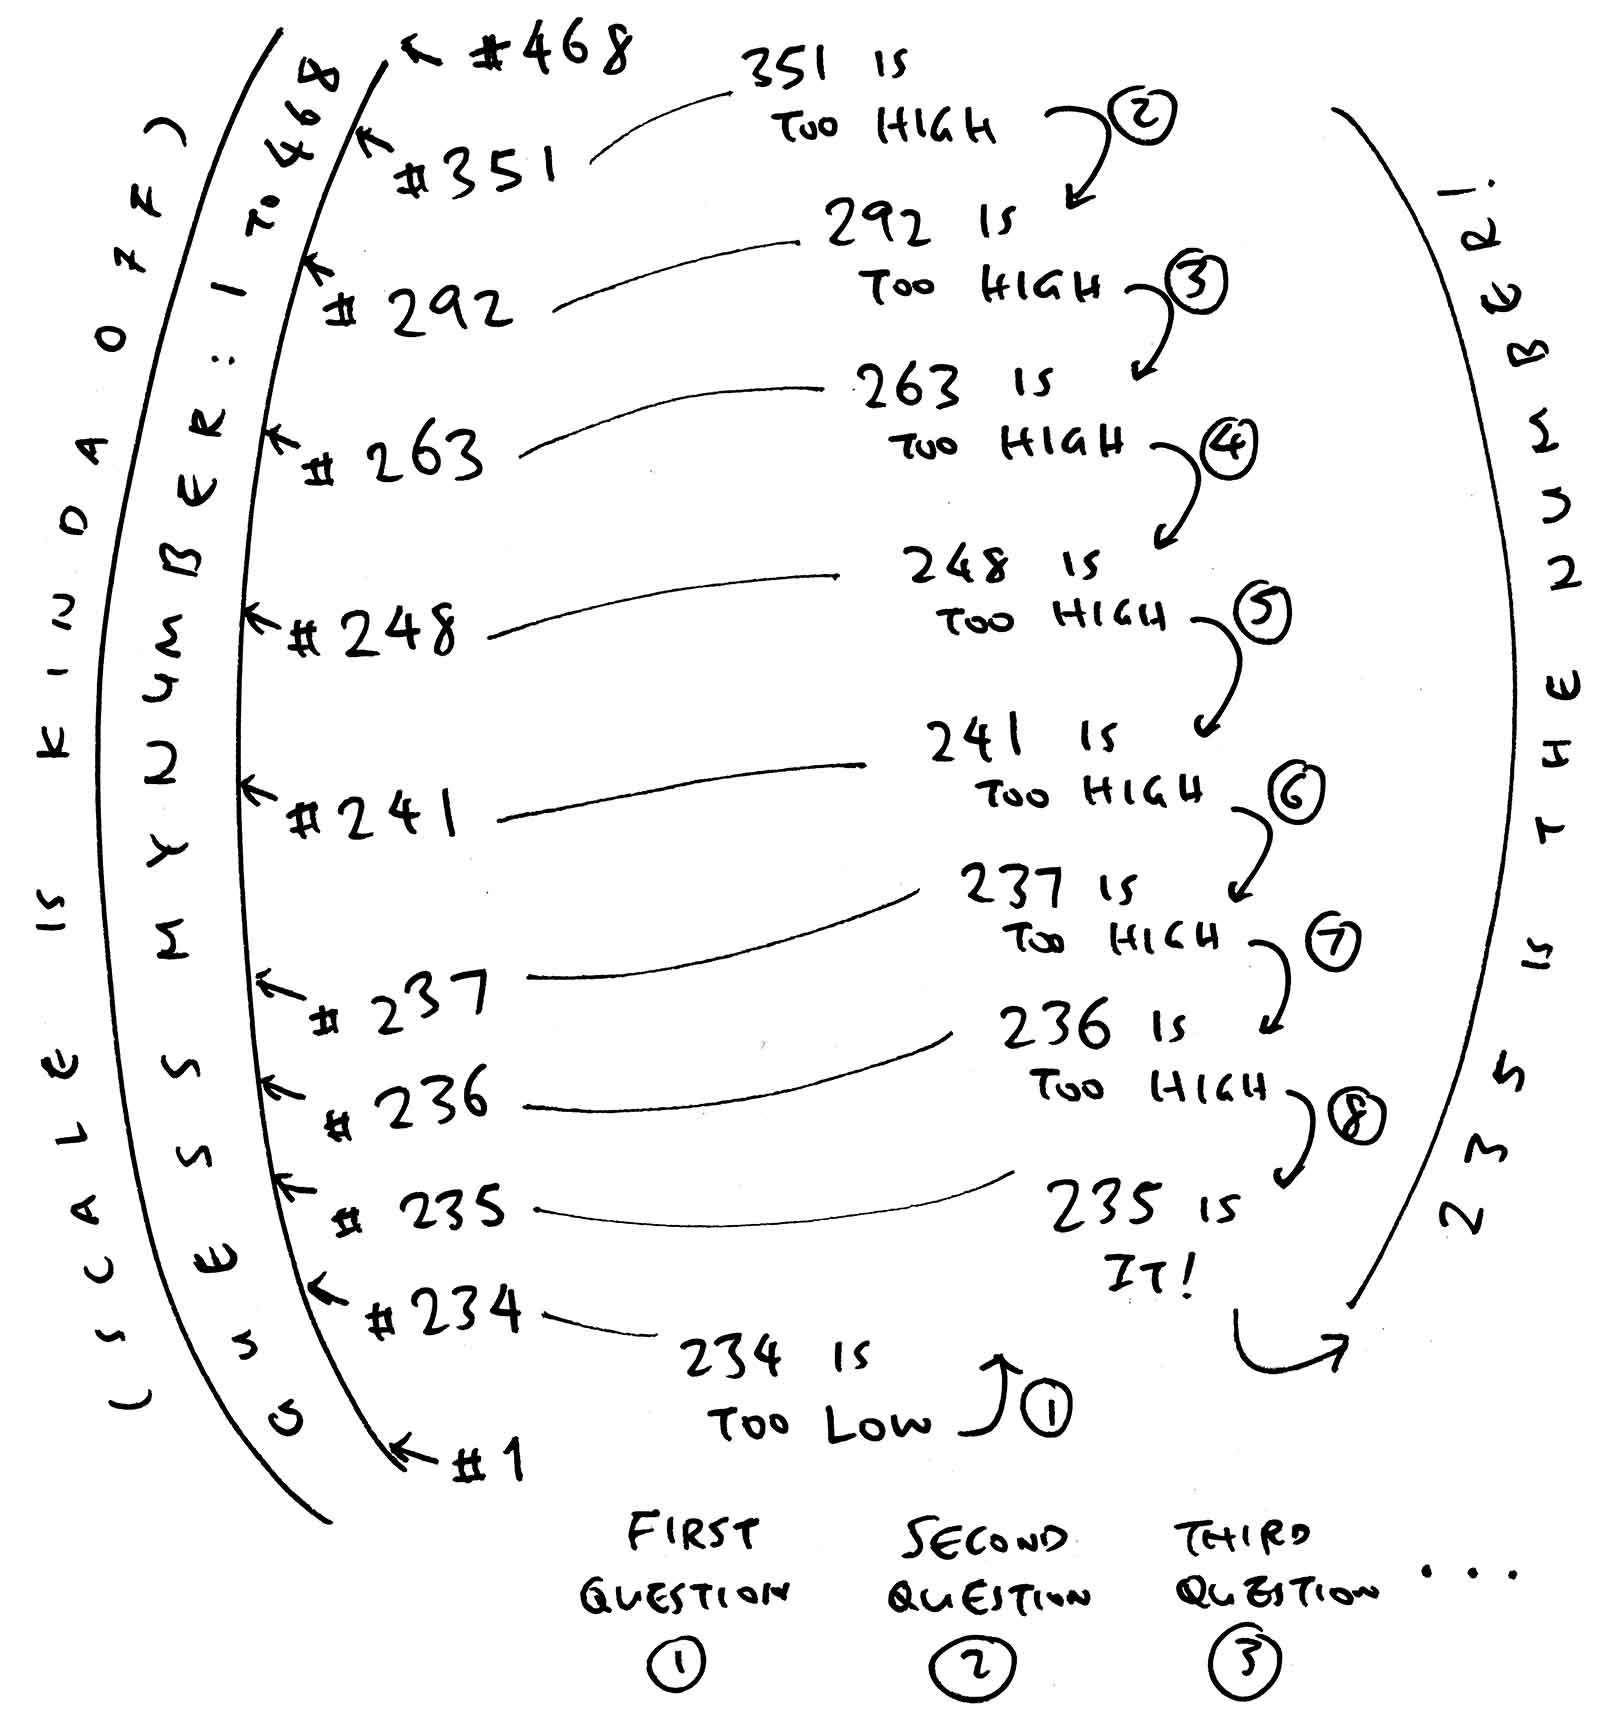 (SCALE IS KINDA OFF)
GUESS MY NUMBER: 1 TO 468
#468
#351
#292
#263
#248
#241
#237
#236
#235
#234
#1
351 IS
TOO HIGH
2
292 IS
TOO HIGH
3
263 IS
TOO HIGH
4
248 IS
TOO HIGH
5
241 IS
TOO HIGH
6
237 IS
TOO HIGH
7
236 IS
TOO HIGH
8
235 IS
IT!
234 IS
TOO LOW
1
235 IS THE NUMBER!
FIRST
QUESTION
1
SECOND
QUESTION
2
THIRD
QUESTION
3
...